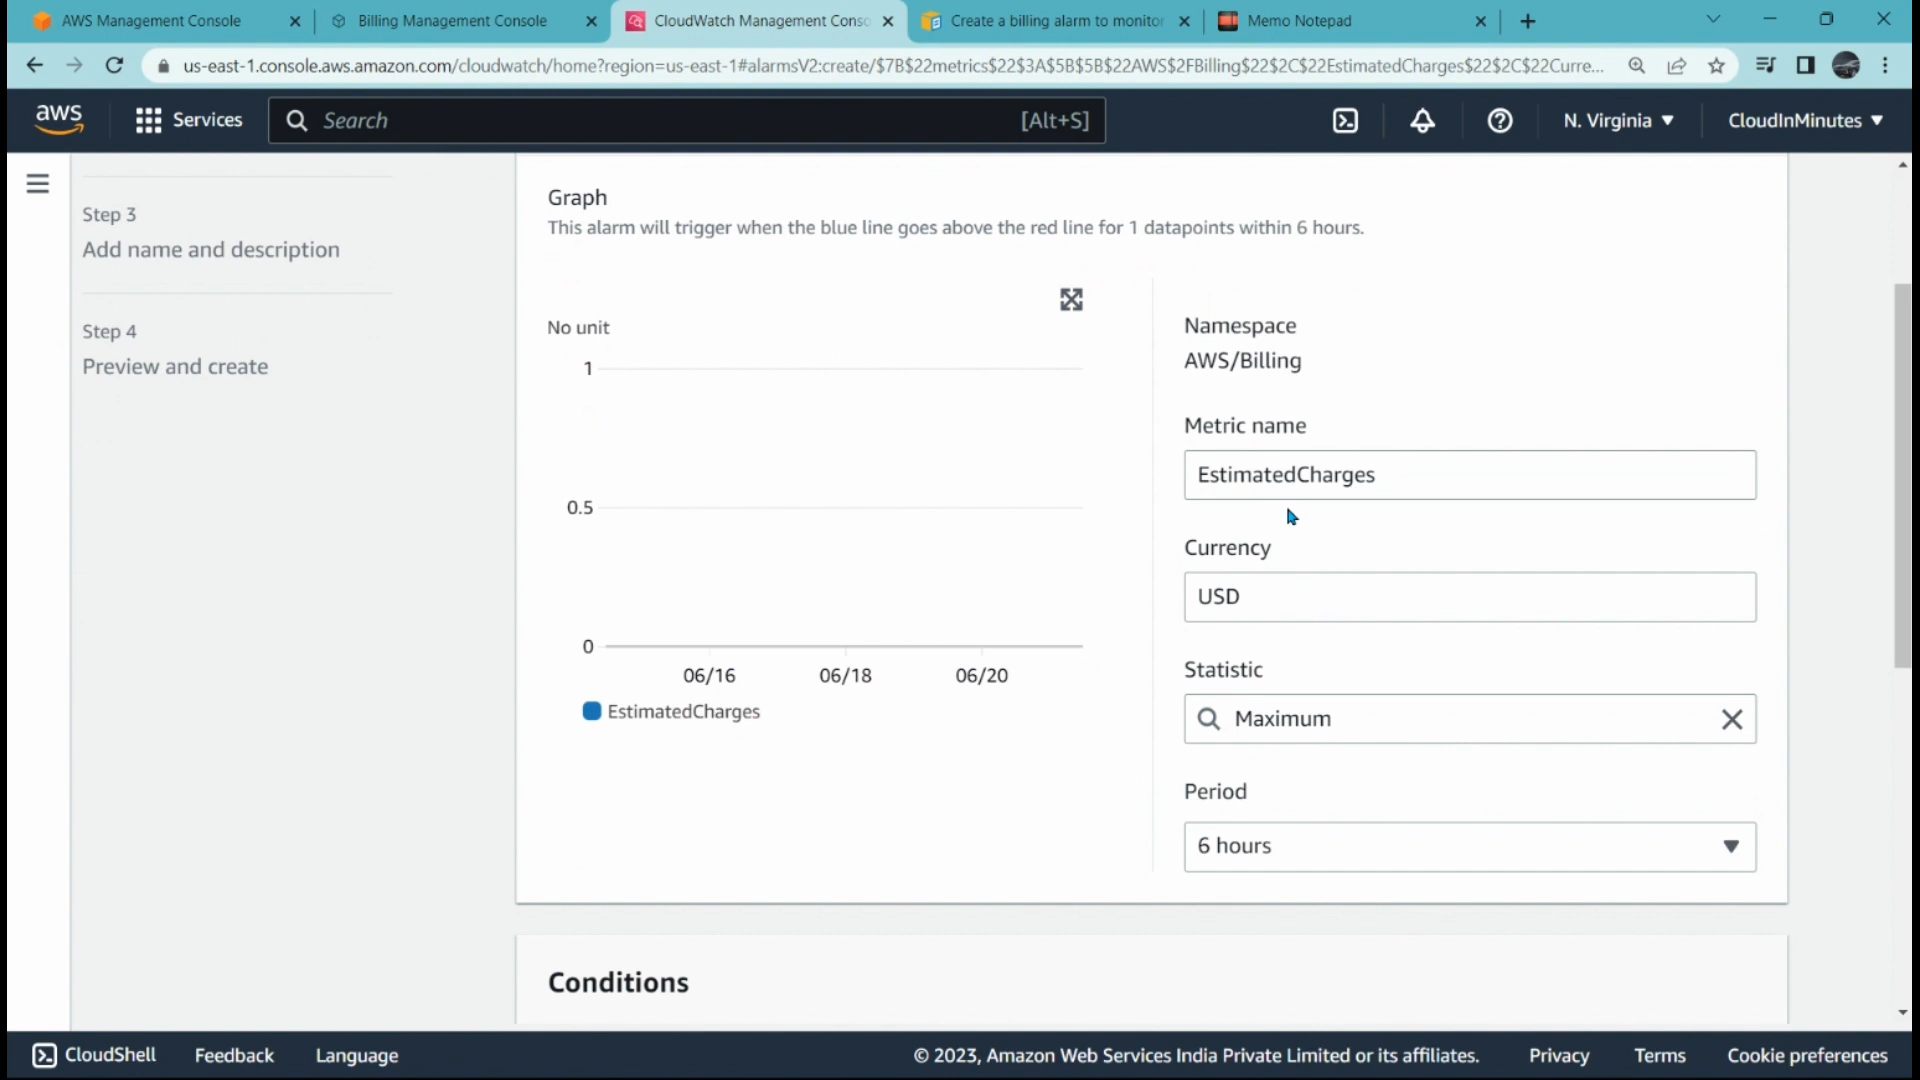 AWS Management Console
Billing Management Console
CloudWatch Management Conso
Create a billing alarm to monitor
Memo Notepad
us-east-1.console.aws.amazon.com/cloudwatch/home?region=us-east-1#alarmsV2:create/$7B$22metrics$22$3A$5B$5B$22AWS$2FBilling$22$2C$22EstimatedCharges$22$2C$22Curre...
aws
Services
Search
[Alt+S]
N. Virginia
CloudInMinutes
Step 3
Add name and description
Step 4
Preview and create
Graph
This alarm will trigger when the blue line goes above the red line for 1 datapoints within 6 hours.
No unit
1
0.5
0
06/16 06/18 06/20
EstimatedCharges
Namespace
AWS/Billing
Metric name
EstimatedCharges
Currency
USD
Statistic
Maximum
Period
6 hours
Conditions
CloudShell
Feedback
Language
© 2023, Amazon Web Services India Private Limited or its affiliates.
Privacy
Terms
Cookie preferences